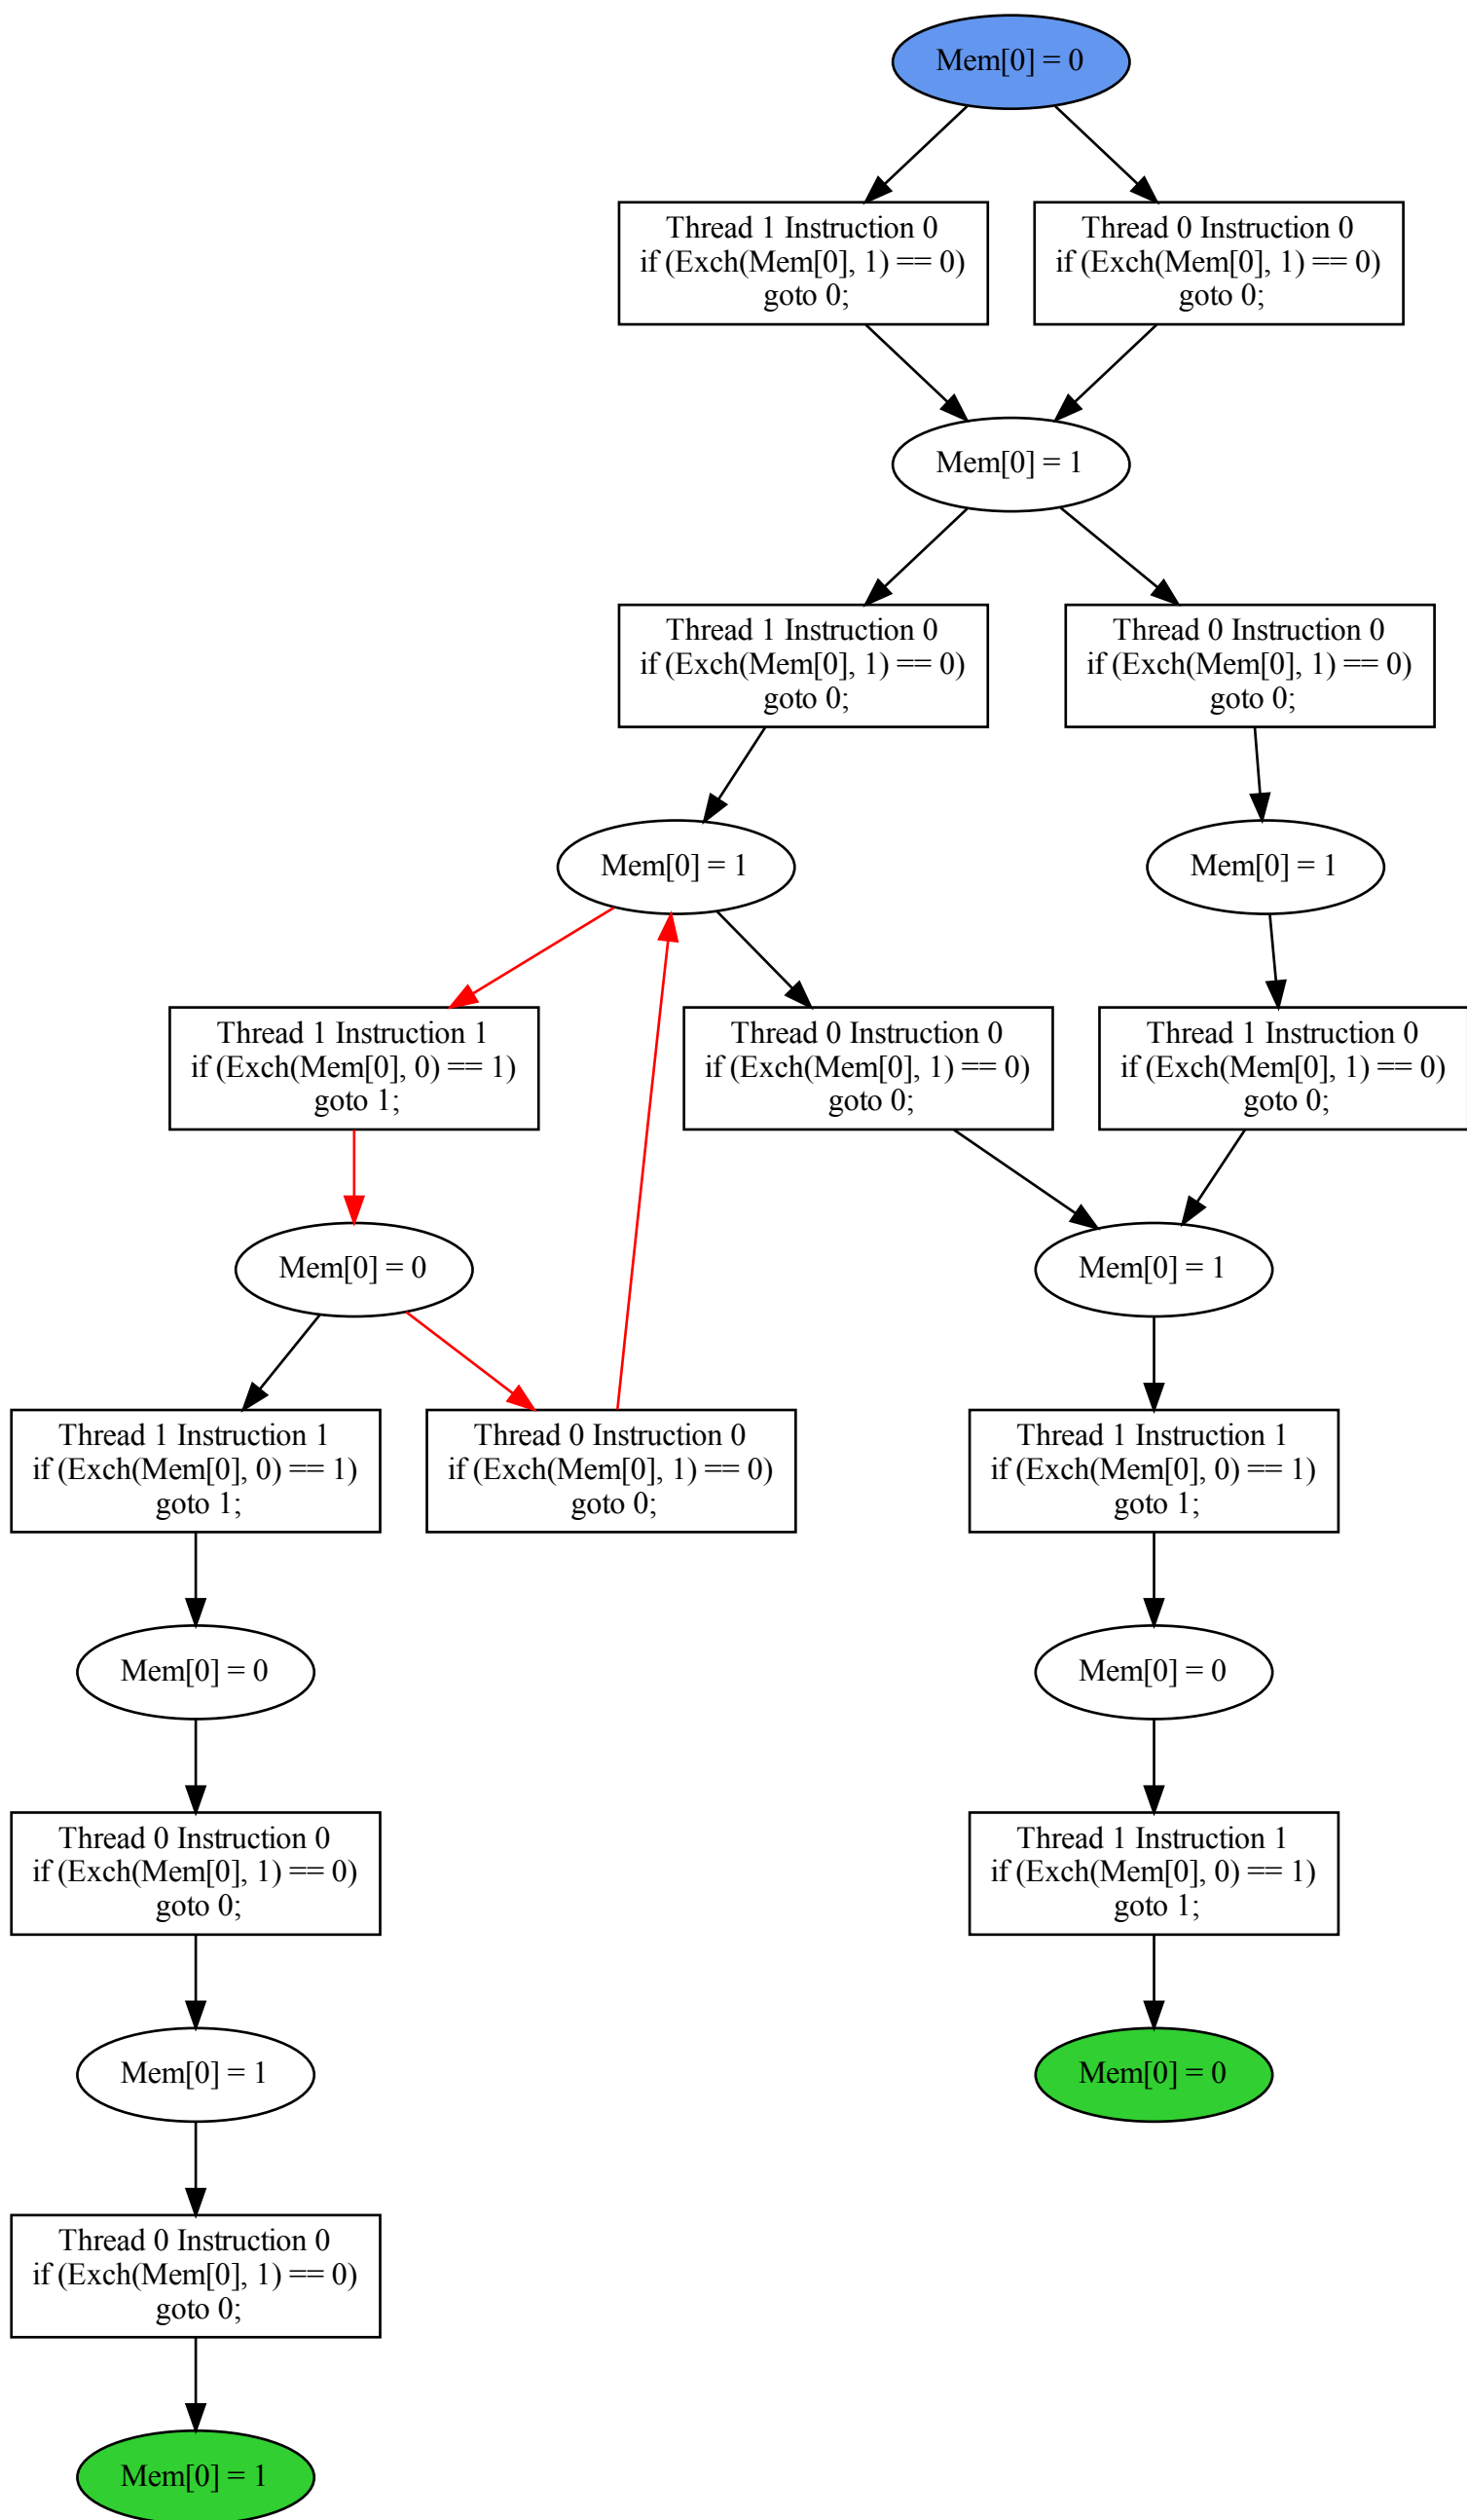 Mem[0] = 0
Thread 1 Instruction 0
if (Exch(Mem[0], 1) == 0)
goto 0;
Thread 0 Instruction 0
if (Exch(Mem[0], 1) == 0)
goto 0;
Mem[0] = 1
Thread 1 Instruction 0
if (Exch(Mem[0], 1) == 0)
goto 0;
Thread 0 Instruction 0
if (Exch(Mem[0], 1) == 0)
goto 0;
Mem[0] = 1
Mem[0] = 1
Thread 1 Instruction 1
if (Exch(Mem[0], 0) == 1)
goto 1;
Thread 0 Instruction 0
if (Exch(Mem[0], 1) == 0)
goto 0;
Thread 1 Instruction 0
if (Exch(Mem[0], 1) == 0)
goto 0;
Mem[0] = 0
Mem[0] = 1
Thread 1 Instruction 1
if (Exch(Mem[0], 0) == 1)
goto 1;
Thread 0 Instruction 0
if (Exch(Mem[0], 1) == 0)
goto 0;
Thread 1 Instruction 1
if (Exch(Mem[0], 0) == 1)
goto 1;
Mem[0] = 0
Mem[0] = 0
Thread 0 Instruction 0
if (Exch(Mem[0], 1) == 0)
goto 0;
Thread 1 Instruction 1
if (Exch(Mem[0], 0) == 1)
goto 1;
Mem[0] = 1
Mem[0] = 0
Thread 0 Instruction 0
if (Exch(Mem[0], 1) == 0)
goto 0;
Mem[0] = 1